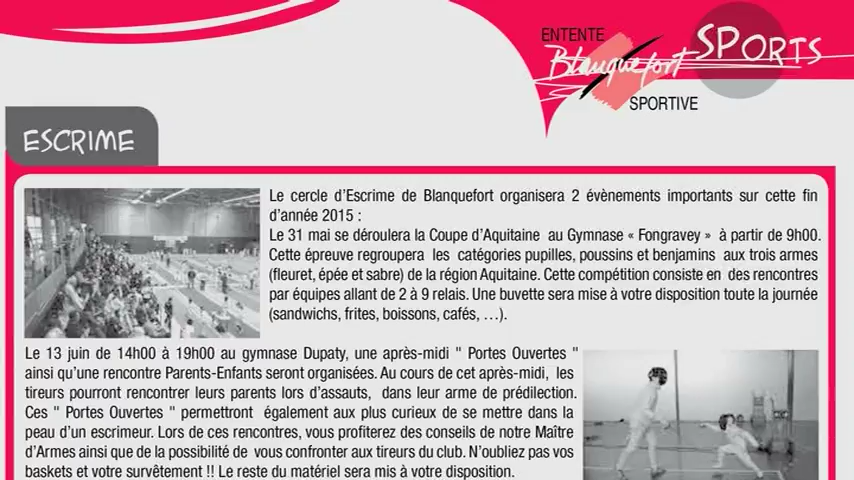 ENTENTE
Blanquefort
SPORTIVE
SPORTS
ESCRIME
Le cercle d'Escrime de Blanquefort organisera 2 évènements importants sur cette fin
d'année 2015 :
Le 31 mai se déroulera la Coupe d'Aquitaine au Gymnase « Fongravey » à partir de 9h00.
Cette épreuve regroupera les catégories pupilles, poussins et benjamins aux trois armes
(fleuret, épée et sabre) de la région Aquitaine. Cette compétition consiste en des rencontres
par équipes allant de 2 à 9 relais. Une buvette sera mise à votre disposition toute la journée
(sandwichs, frites, boissons, cafés, ...).
Le 13 juin de 14h00 à 19h00 au gymnase Dupaty, une après-midi " Portes Ouvertes "
ainsi qu'une rencontre Parents-Enfants seront organisées. Au cours de cet après-midi, les
tireurs pourront rencontrer leurs parents lors d'assauts, dans leur arme de prédilection.
Ces " Portes Ouvertes " permettront également aux plus curieux de se mettre dans la
peau d'un escrimeur. Lors de ces rencontres, vous profiterez des conseils de notre Maître
d'Armes ainsi que de la possibilité de vous confronter aux tireurs du club. N'oubliez pas vos
baskets et votre survêtement !! Le reste du matériel sera mis à votre disposition.